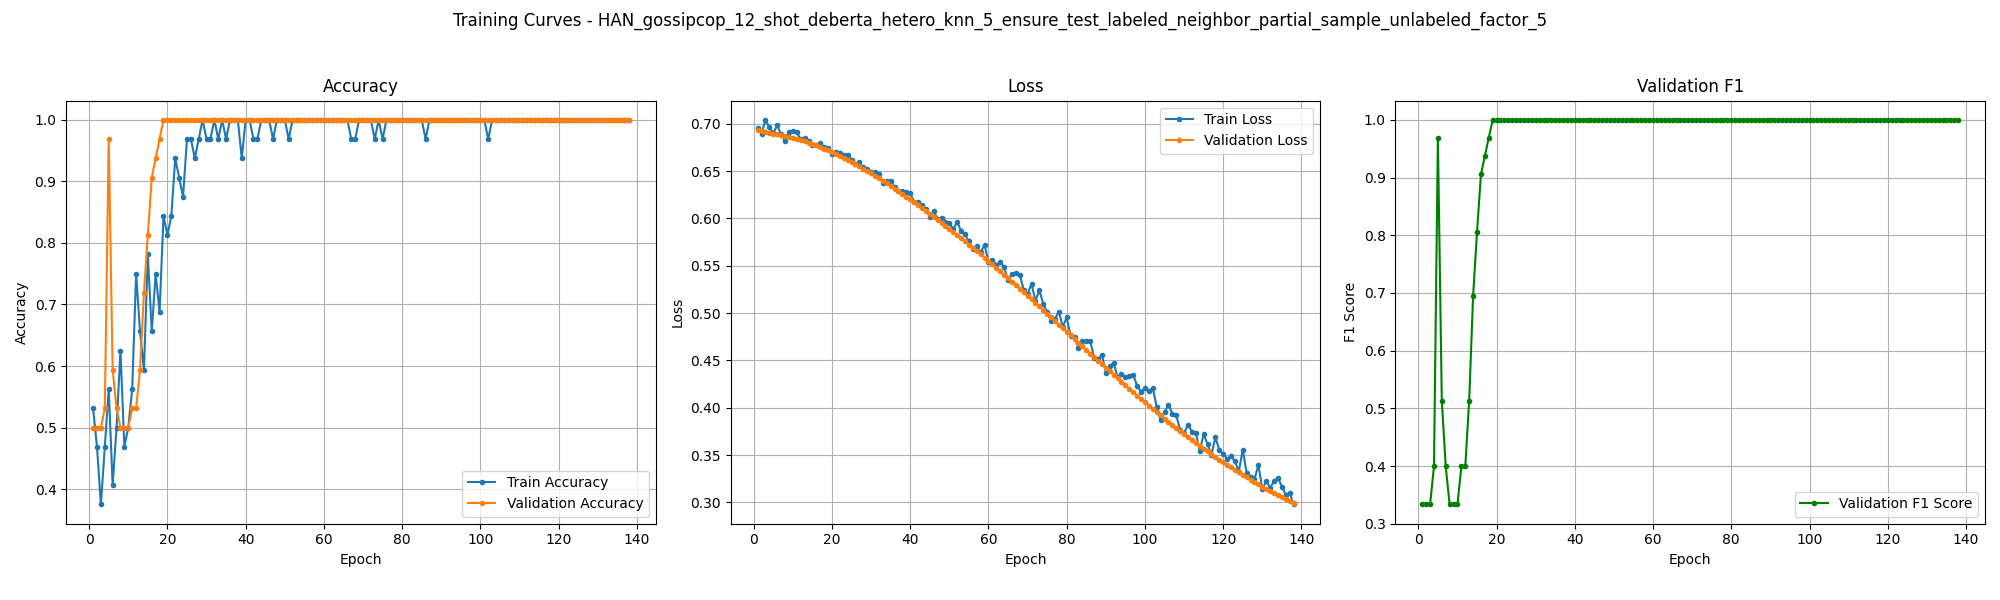 Training Curves - HAN_gossipcop_12_shot_deberta_hetero_knn_5_ensure_test_labeled_neighbor_partial_sample_unlabeled_factor_5
Accuracy
Accuracy
1.0
0.9
0.8
0.7
0.6
0.5
0.4
0 20 40 60 80 100 120 140
Epoch
Train Accuracy
Validation Accuracy
Loss
Loss
0.70
0.65
0.60
0.55
0.50
0.45
0.40
0.35
0.30
0 20 40 60 80 100 120 140
Epoch
Train Loss
Validation Loss
Validation F1
F1 Score
1.0
0.9
0.8
0.7
0.6
0.5
0.4
0.3
0 20 40 60 80 100 120 140
Epoch
Validation F1 Score